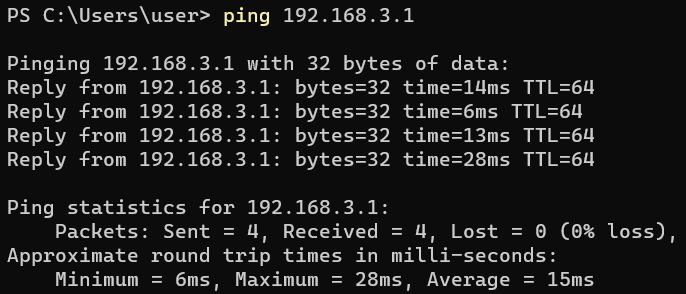 PS C:\Users\user> ping 192.168.3.1
Pinging 192.168.3.1 with 32 bytes of data:
Reply from 192.168.3.1: bytes=32 time=14ms TTL=64
Reply from 192.168.3.1: bytes=32 time=6ms TTL=64
Reply from 192.168.3.1: bytes=32 time=13ms TTL=64
Reply from 192.168.3.1: bytes=32 time=28ms TTL=64
Ping statistics for 192.168.3.1:
    Packets: Sent = 4, Received = 4, Lost = 0 (0% loss),
Approximate round trip times in milli-seconds:
    Minimum = 6ms, Maximum = 28ms, Average = 15ms